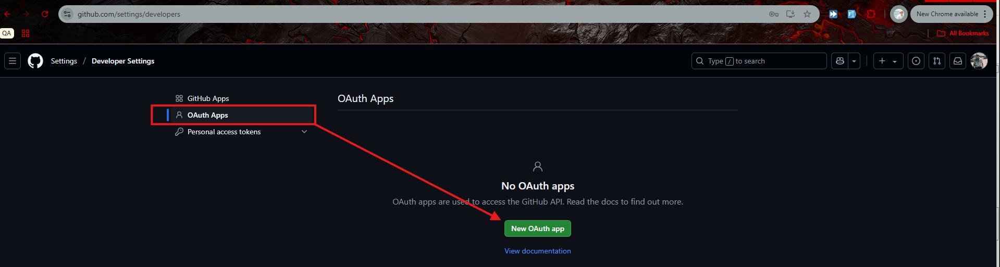 github.com/settings/developers
New Chrome available
QA
All Bookmarks
Settings / Developer Settings
Type / to search
GitHub Apps
OAuth Apps
Personal access tokens
OAuth Apps
No OAuth apps
OAuth apps are used to access the GitHub API. Read the docs to find out more.
New OAuth app
View documentation